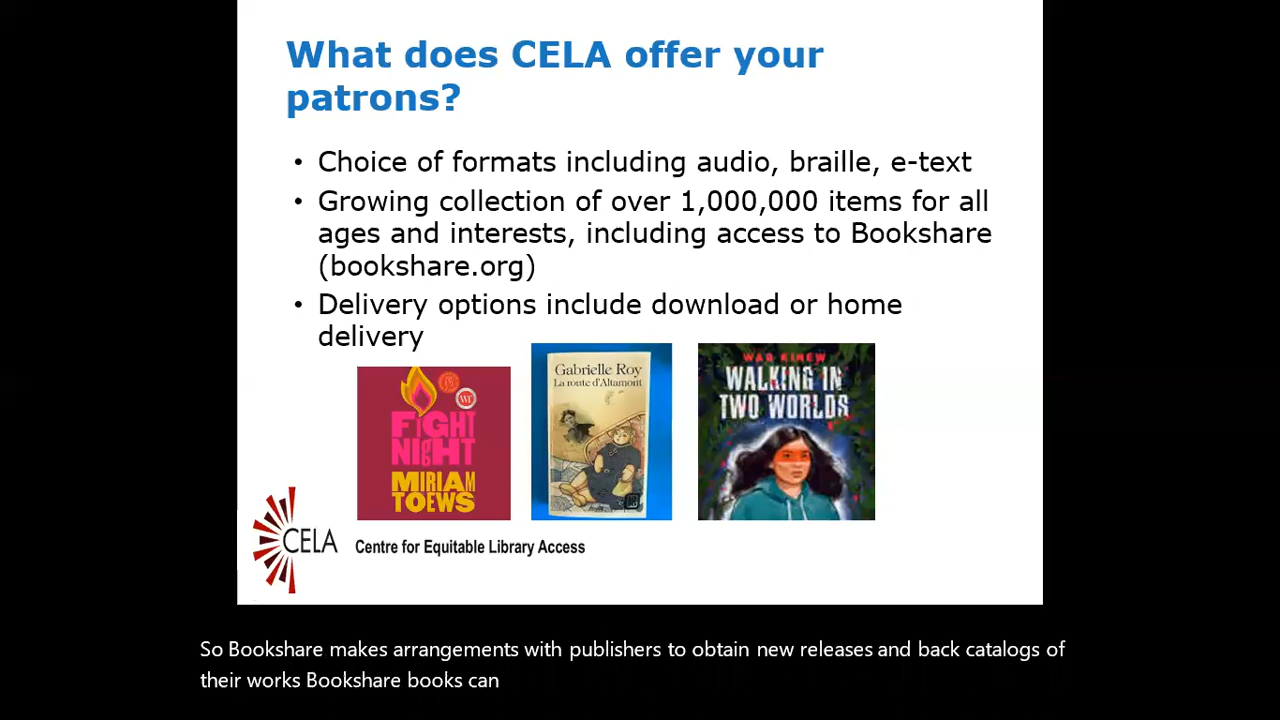 What does CELA offer your
patrons?
• Choice of formats including audio, braille, e-text
• Growing collection of over 1,000,000 items for all
ages and interests, including access to Bookshare
(bookshare.org)
• Delivery options include download or home
delivery
FIGHT
NIGHT
MIRIAM
TOEWS
Gabrielle Roy
La route d'Altamont
WAB KINEW
WALKING IN
TWO WORLDS
CELA
Centre for Equitable Library Access
So Bookshare makes arrangements with publishers to obtain new releases and back catalogs of
their works Bookshare books can